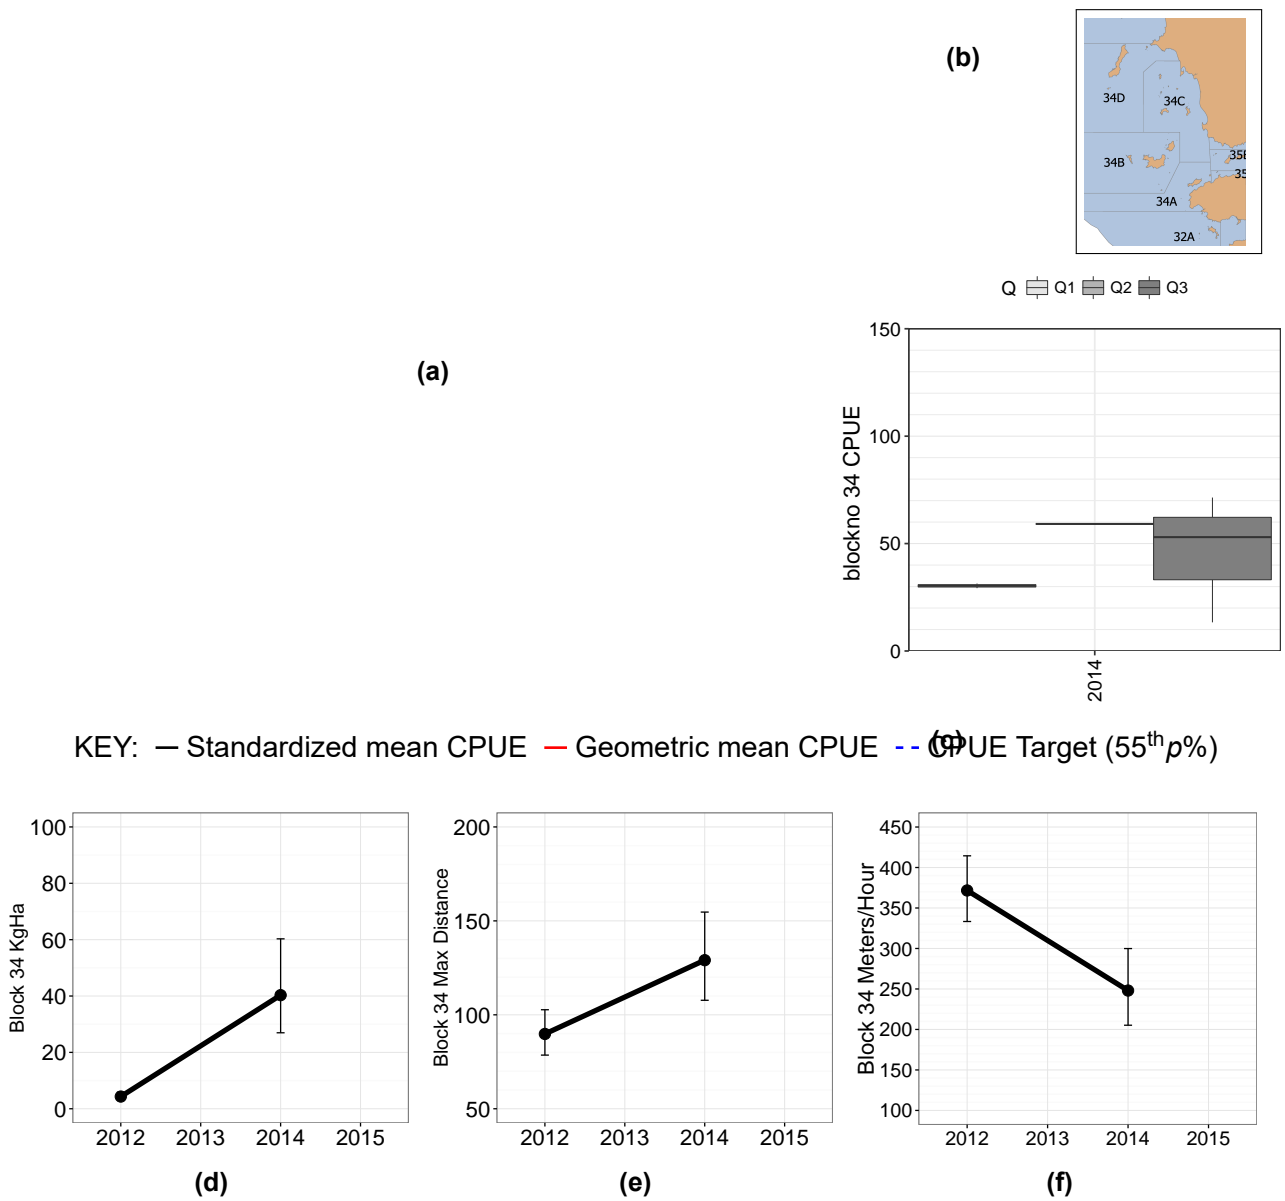 (b)
34D
34C
34B
35E
35
34A
32A
Q Q1 Q2 Q3
(a)
blockno 34 CPUE
150
100
50
0
2014
(c)
KEY: Standardized mean CPUE Geometric mean CPUE CPUE Target (55thp%)
Block 34 KgHa
100
80
60
40
20
0
2012 2013 2014 2015
(d)
Block 34 Max Distance
200
150
100
50
2012 2013 2014 2015
(e)
Block 34 Meters/Hour
450
400
350
300
250
200
150
100
2012 2013 2014 2015
(f)